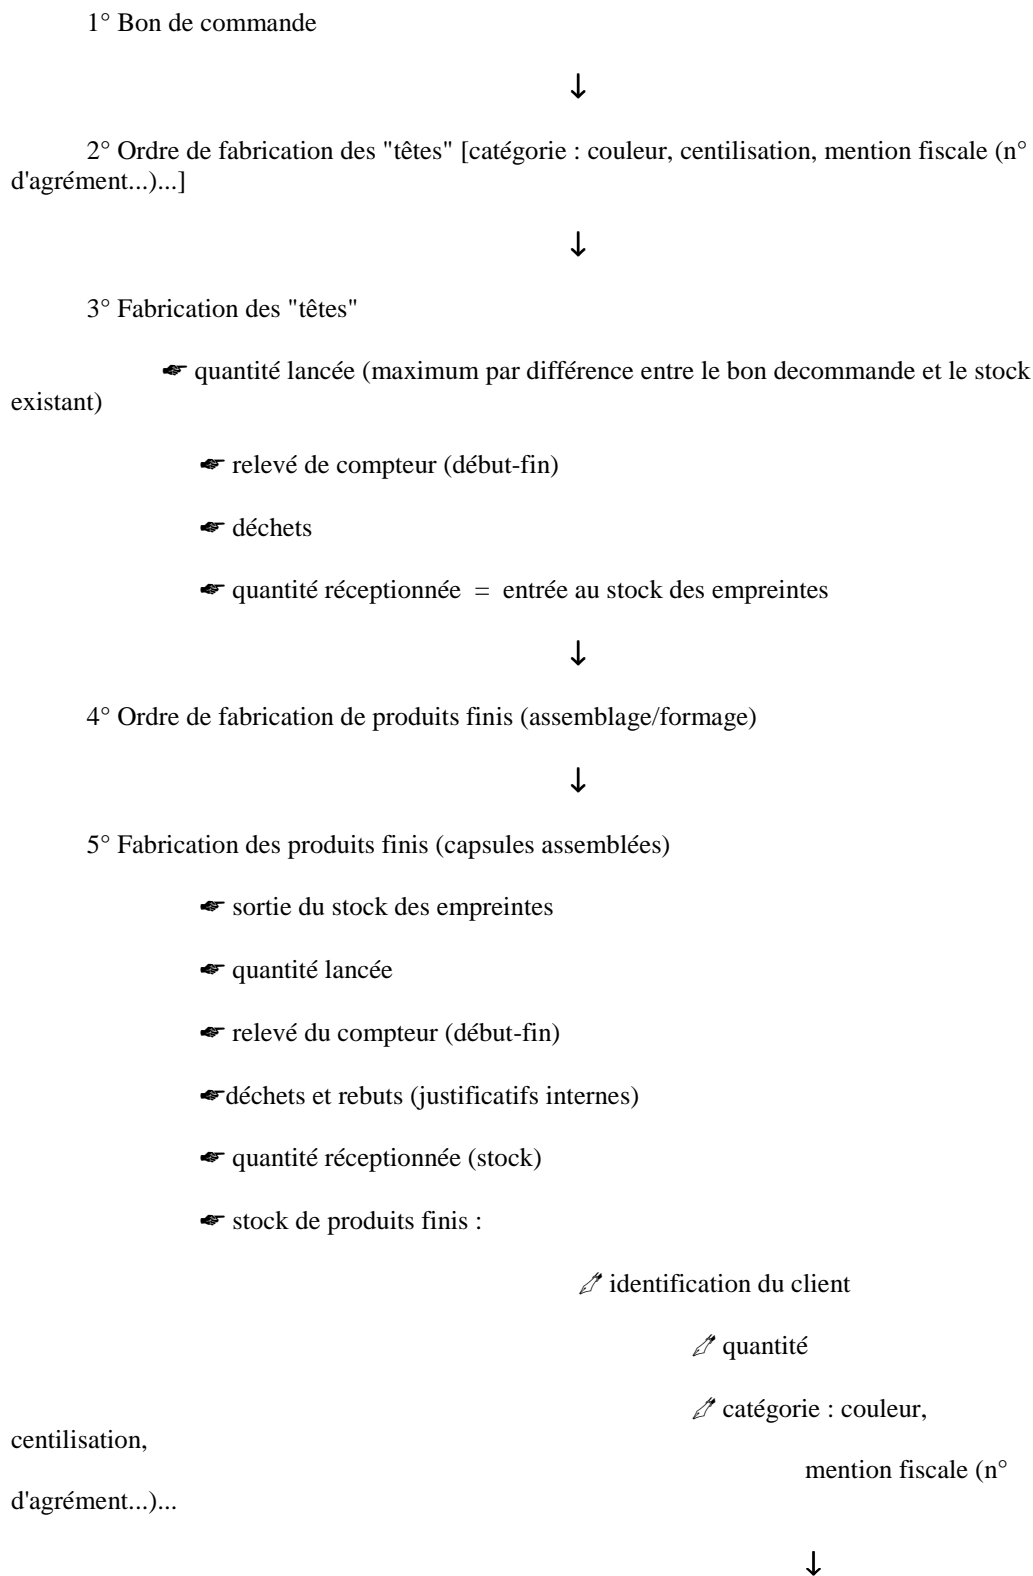 1° Bon de commande
↓
2° Ordre de fabrication des "têtes" [catégorie : couleur, centilisation, mention fiscale (n°
d'agrément...)...]
↓
3° Fabrication des "têtes"
☛ quantité lancée (maximum par différence entre le bon decommande et le stock
existant)
☛ relevé de compteur (début-fin)
☛ déchets
☛ quantité réceptionnée = entrée au stock des empreintes
↓
4° Ordre de fabrication de produits finis (assemblage/formage)
↓
5° Fabrication des produits finis (capsules assemblées)
☛ sortie du stock des empreintes
☛ quantité lancée
☛ relevé du compteur (début-fin)
☛déchets et rebuts (justificatifs internes)
☛ quantité réceptionnée (stock)
☛ stock de produits finis :
✐ identification du client
✐ quantité
✐ catégorie : couleur,
centilisation,
mention fiscale (n°
d'agrément...)...
↓